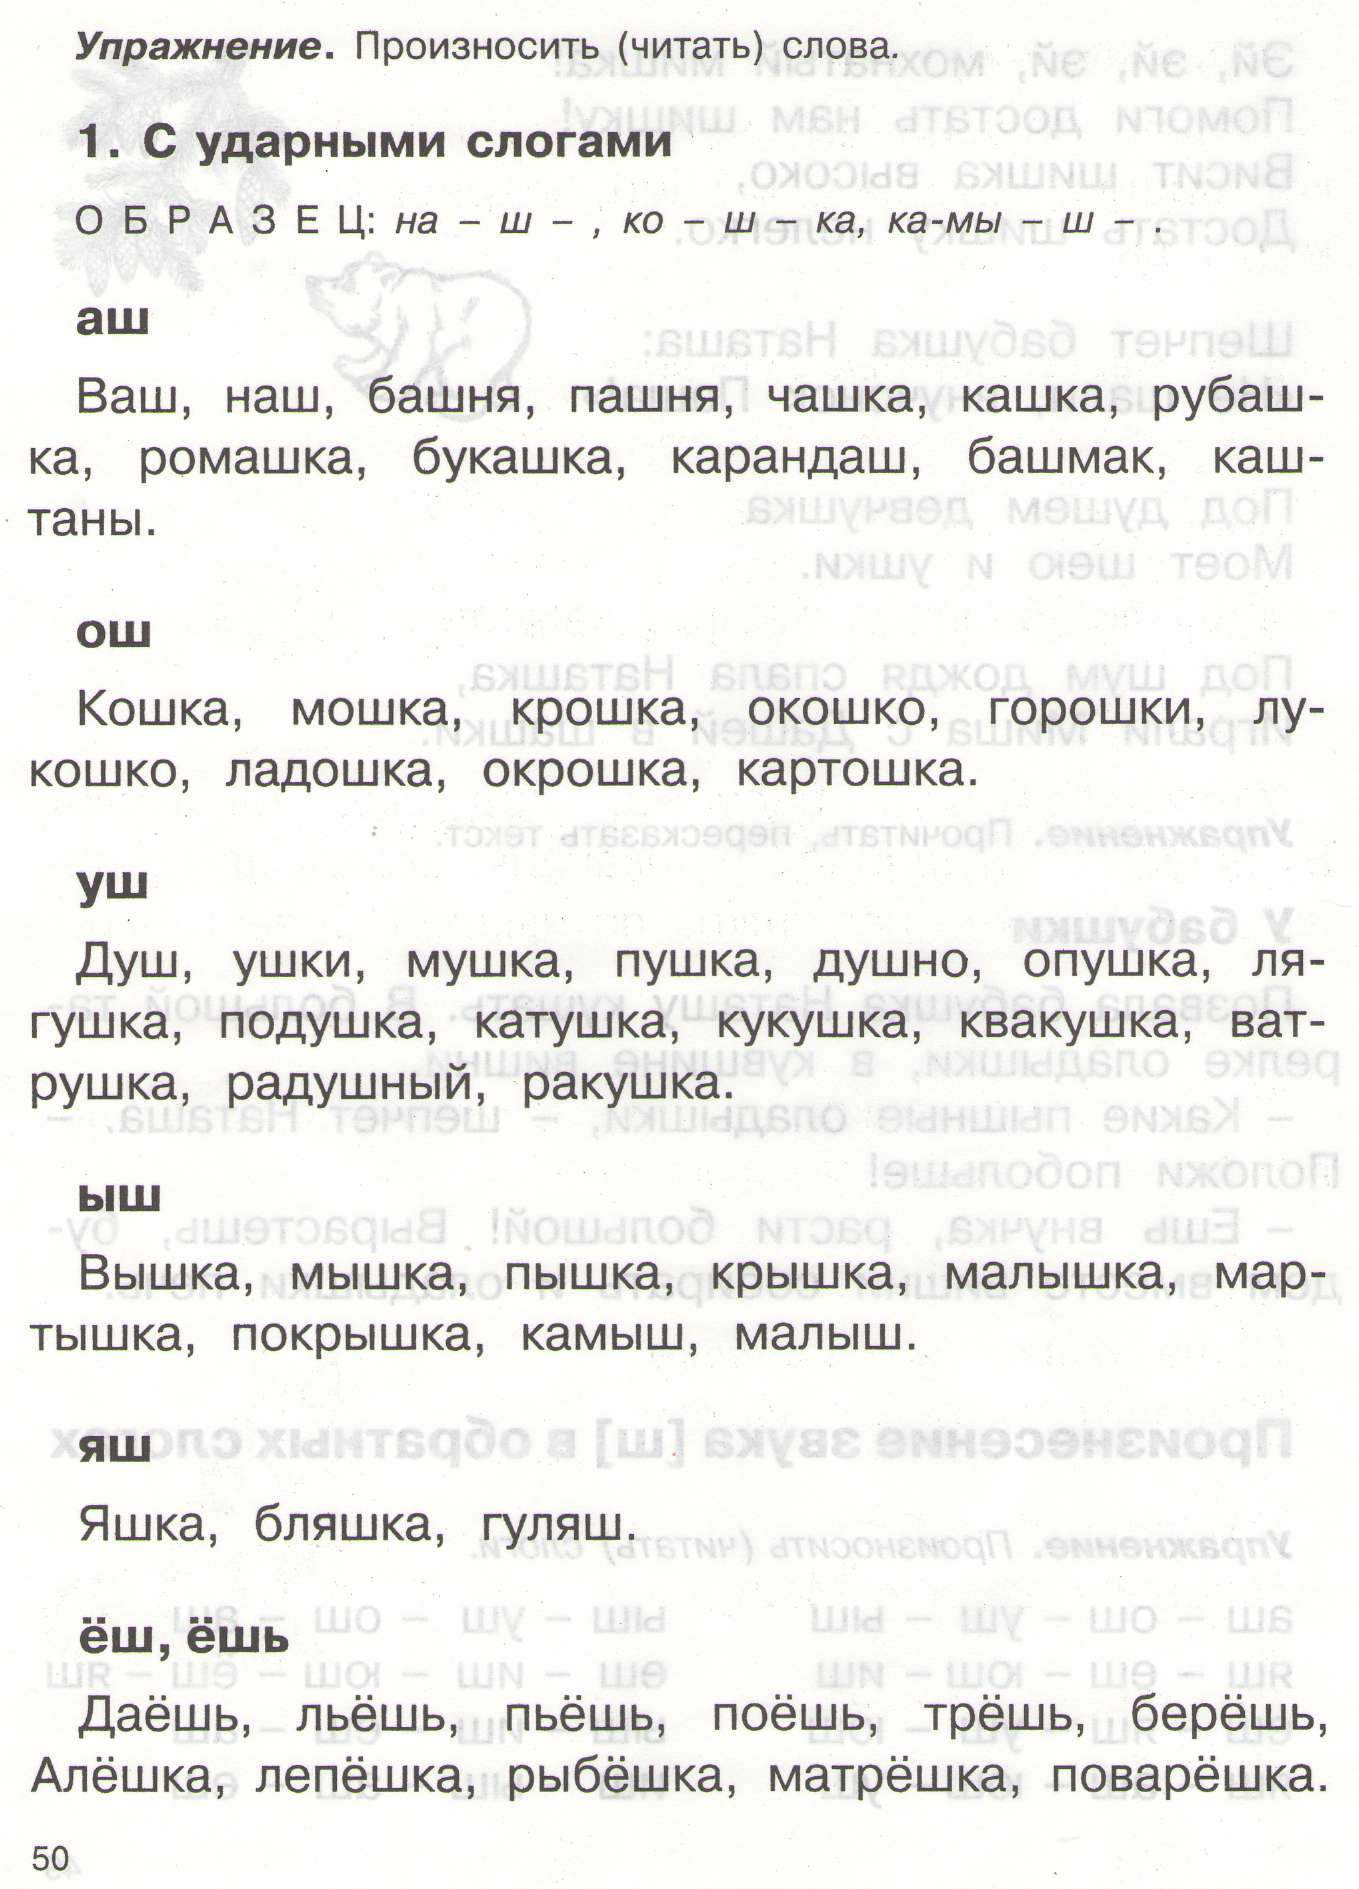 Упражнение. Произносить (читать) слова.
1. С ударными слогами
О Б Р А З Е Ц: на – ш – , ко – ш – ка, ка-мы – ш – .
аш
Ваш, наш, башня, пашня, чашка, кашка, рубаш-
ка, ромашка, букашка, карандаш, башмак, каш-
таны.
ош
Кошка, мошка, крошка, окошко, горошки, лу-
кошко, ладошка, окрошка, картошка.
уш
Душ, ушки, мушка, пушка, душно, опушка, ля-
гушка, подушка, катушка, кукушка, квакушка, ват-
рушка, радушный, ракушка.
ыш
Вышка, мышка, пышка, крышка, малышка, мар-
тышка, покрышка, камыш, малыш.
яш
Яшка, бляшка, гуляш.
ёш, ёшь
Даёшь, льёшь, пьёшь, поёшь, трёшь, берёшь,
Алёшка, лепёшка, рыбёшка, матрёшка, поварёшка.
50